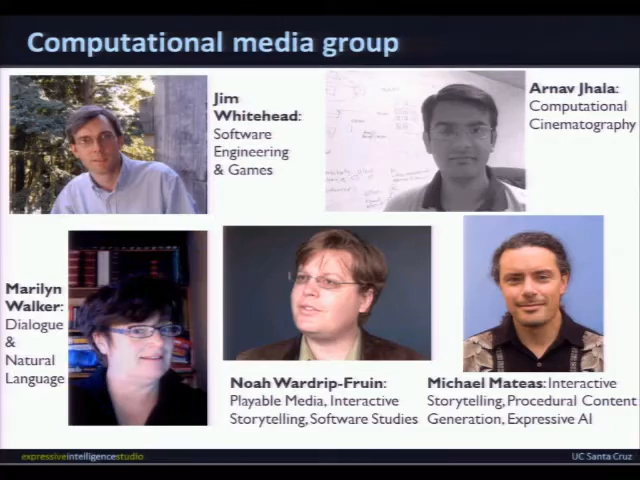 Computational media group
Jim
Whitehead:
Software
Engineering
& Games
Arnav Jhala:
Computational
Cinematography
Marilyn
Walker:
Dialogue
&
Natural
Language
Noah Wardrip-Fruin:
Playable Media, Interactive
Storytelling, Software Studies
Michael Mateas: Interactive
Storytelling, Procedural Content
Generation, Expressive AI
expressiveintelligencestudio
UC Santa Cruz